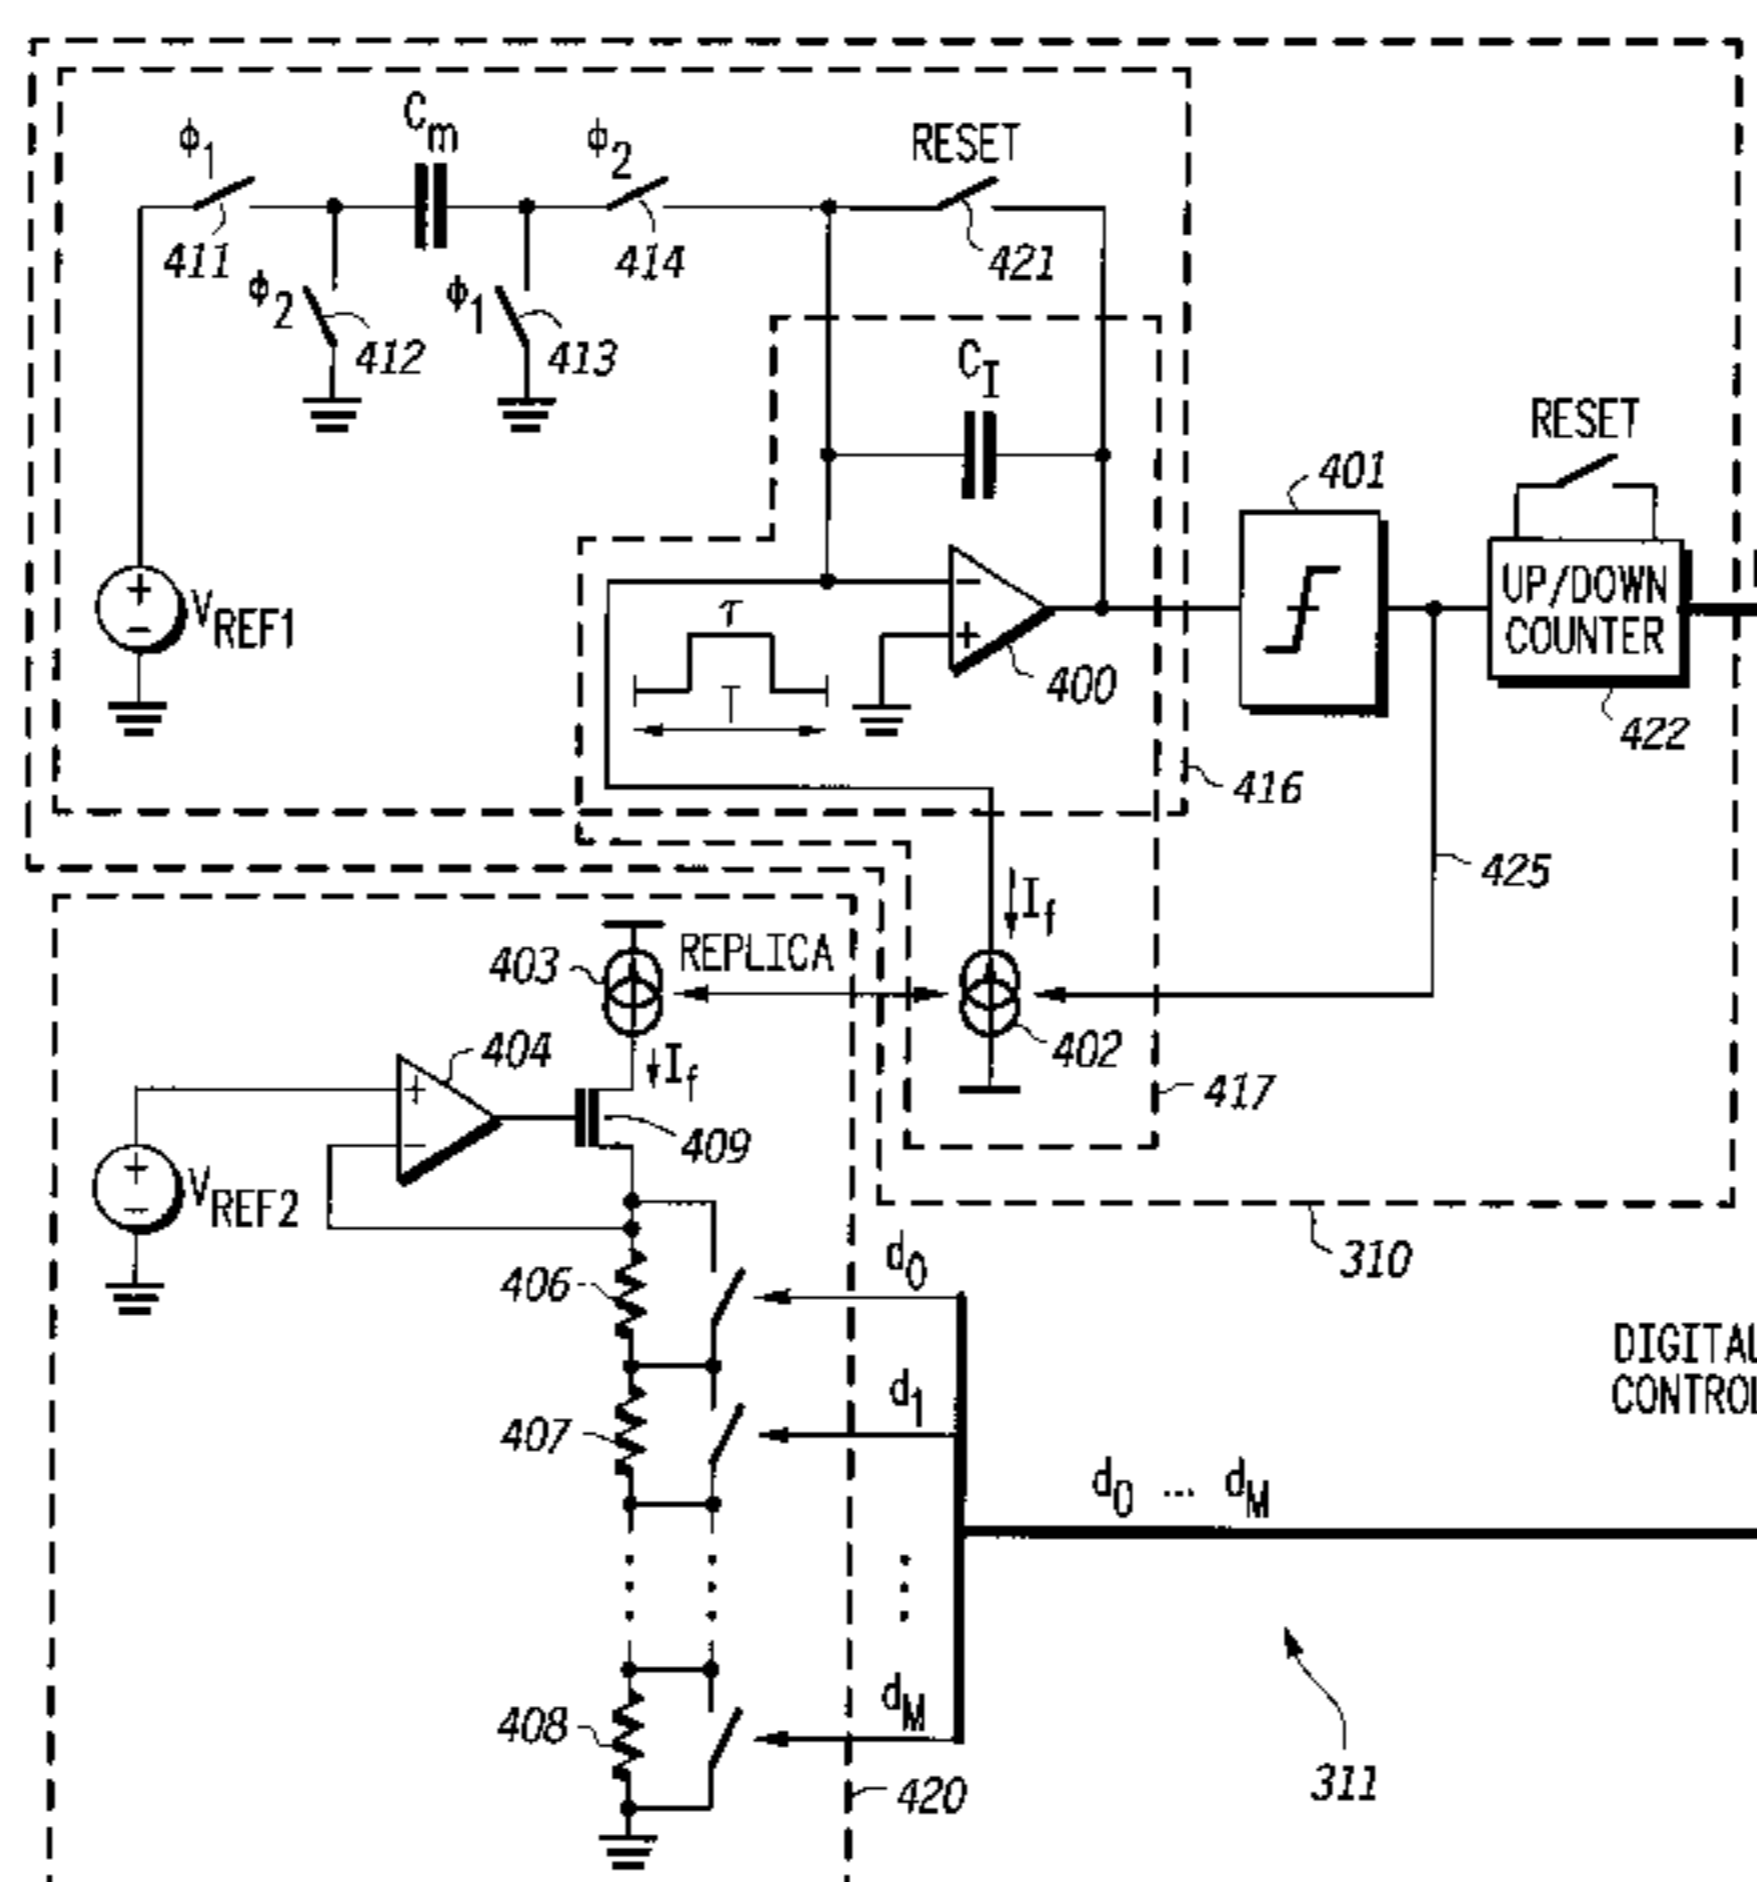 ϕ1
Cm
ϕ2
RESET
411
414
421
ϕ2
412
ϕ1
413
CI
RESET
401
+
−
VREF1
τ
T
−
+
400
UP/DOWN
COUNTER
422
416
425
If
403
REPLICA
402
417
404
If
+
−
409
+
−
VREF2
310
406
d0
DIGITAL
CONTROL
407
d1
d0 ... dM
408
dM
420
311